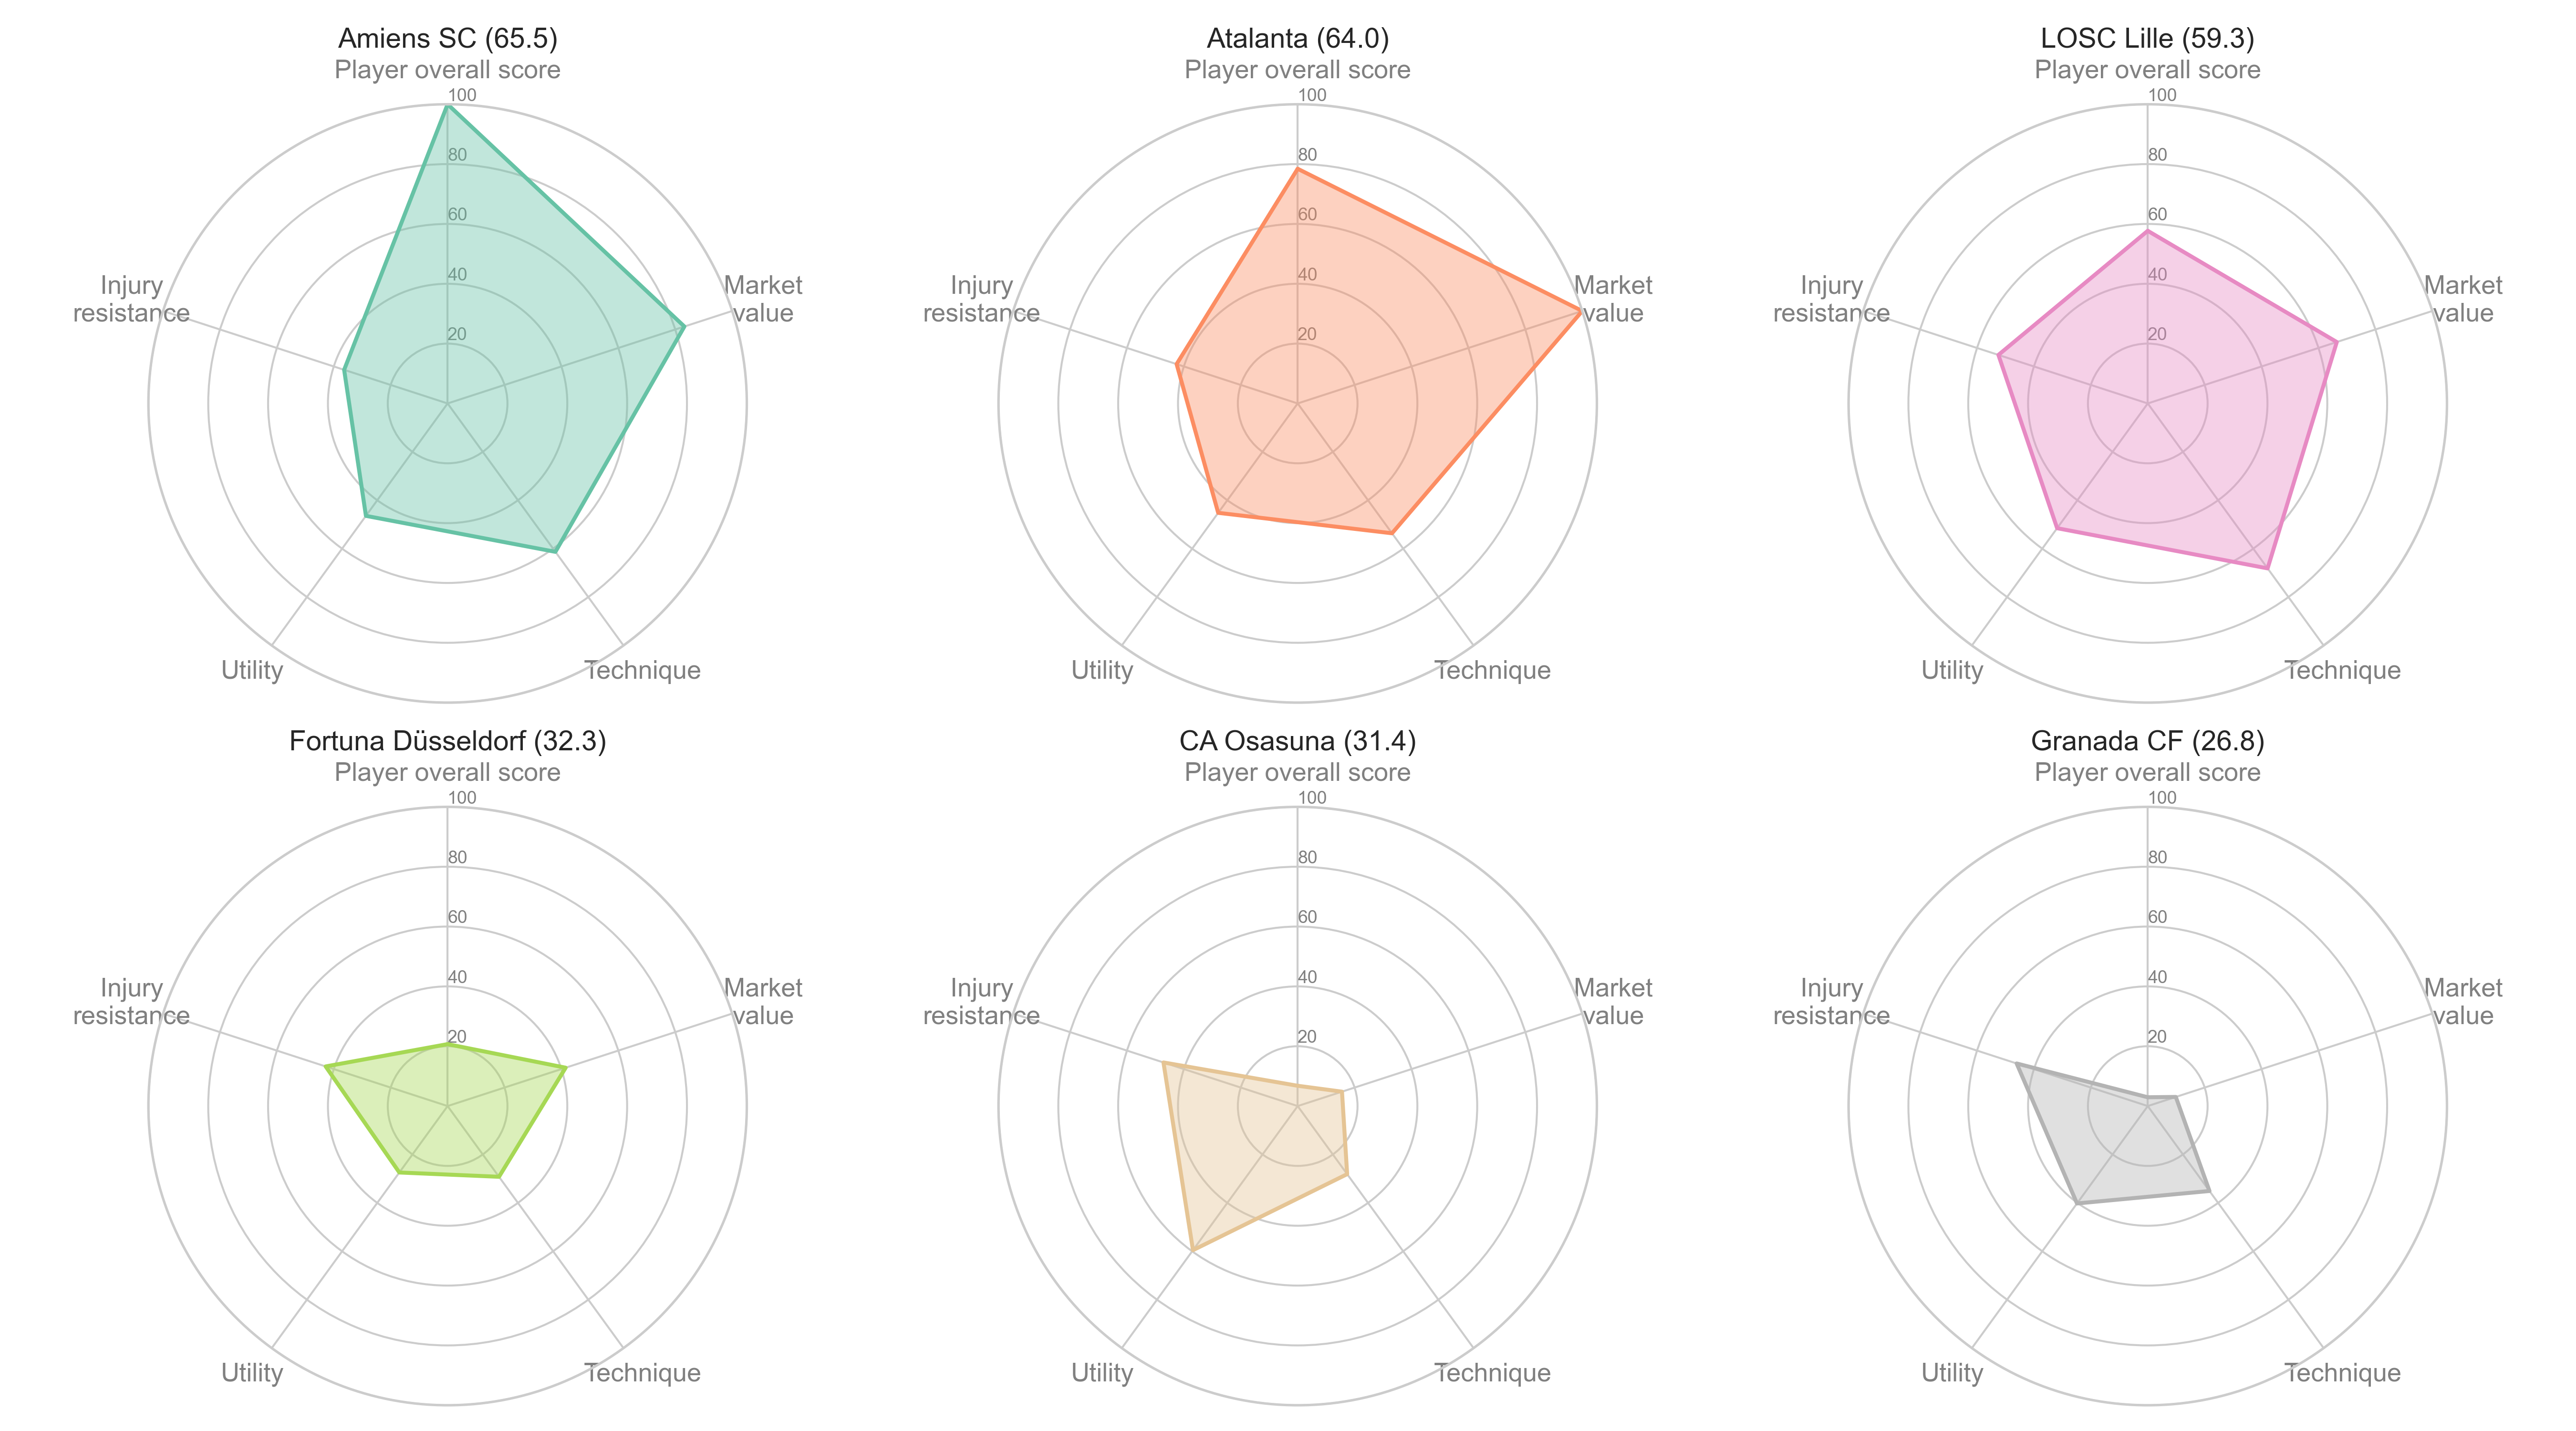 Amiens SC (65.5)
Player overall score
100
80
60
40
20
Injury
resistance
Market
value
Utility
Technique
Atalanta (64.0)
Player overall score
100
80
60
40
20
Injury
resistance
Market
value
Utility
Technique
LOSC Lille (59.3)
Player overall score
100
80
60
40
20
Injury
resistance
Market
value
Utility
Technique
Fortuna Düsseldorf (32.3)
Player overall score
100
80
60
40
20
Injury
resistance
Market
value
Utility
Technique
CA Osasuna (31.4)
Player overall score
100
80
60
40
20
Injury
resistance
Market
value
Utility
Technique
Granada CF (26.8)
Player overall score
100
80
60
40
20
Injury
resistance
Market
value
Utility
Technique